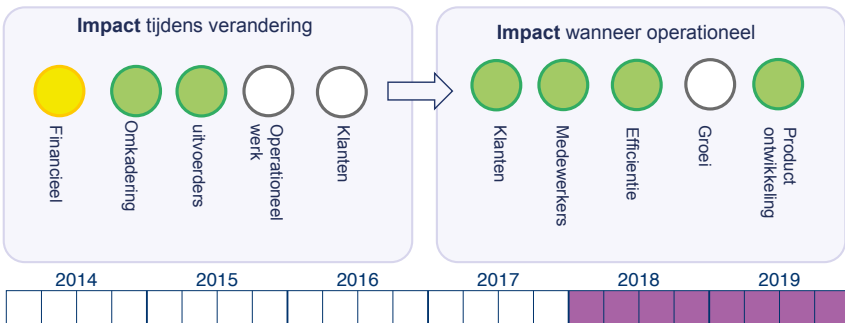 Impact tijdens verandering
Financieel
Omkadering
uitvoerders
Operationeel
werk
Klanten
Impact wanneer operationeel
Klanten
Medewerkers
Efficientie
Groei
Product
ontwikkeling
2014 2015 2016 2017 2018 2019